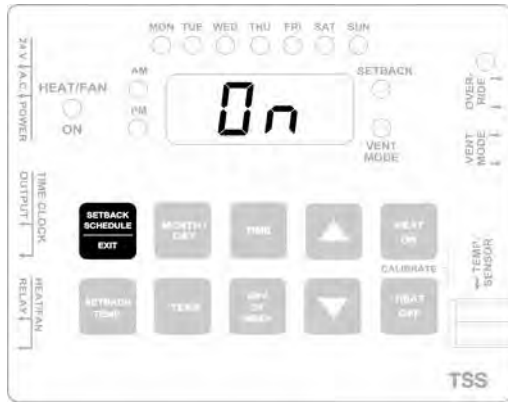 MON TUE WED THU FRI SAT SUN
24 V A.C. POWER
HEAT/FAN
ON
AM
PM
On
SETBACK
VENT
MODE
OVER-
RIDE
VENT
MODE
TIME CLOCK
OUTPUT
SETBACK
SCHEDULE
EXIT
MONTH /
DAY
TIME
HEAT
ON
CALIBRATE
TEMP.
SENSOR
HEAT/FAN
RELAY
SETBACK
TEMP
TEMP
DAY
OF
WEEK
HEAT
OFF
TSS